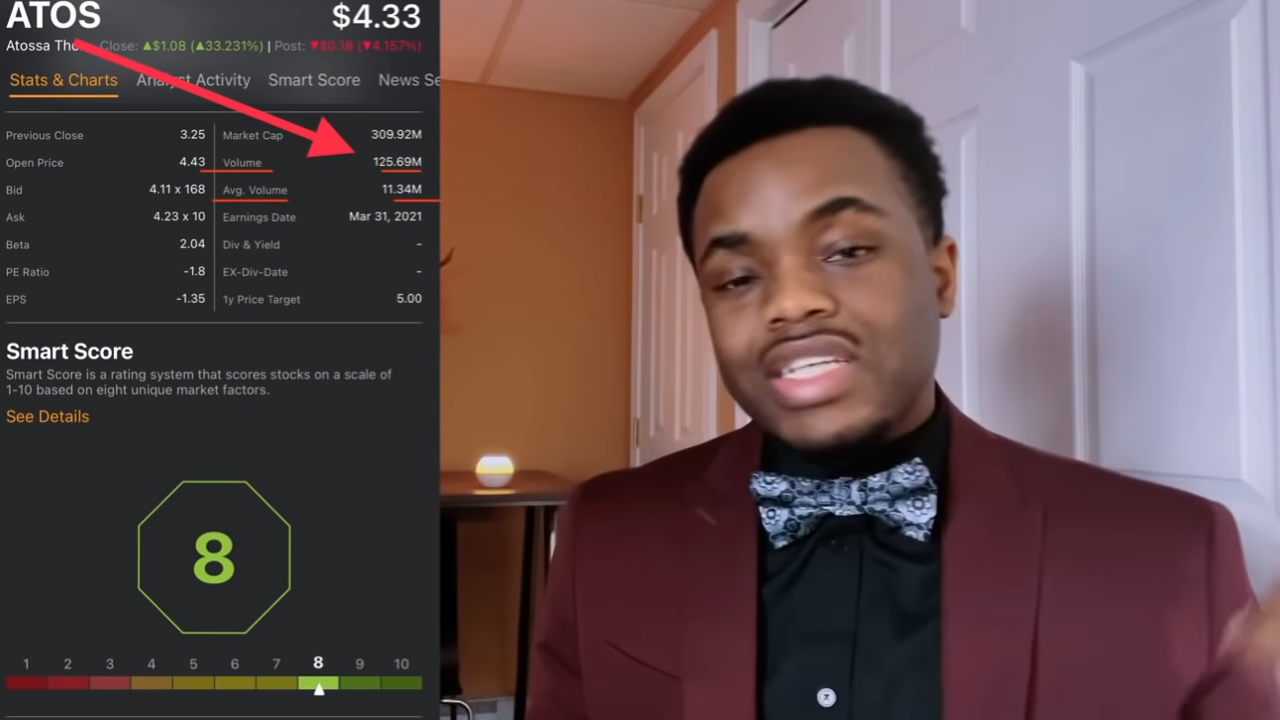 ATOS
$4.33
Atossa The Close: ▲$1.08 (▲33.231%) | Post: ▼$0.18 (▼4.157%)
Stats & Charts Analyst Activity Smart Score News Se
Previous Close 3.25 Market Cap 309.92M
Open Price 4.43 Volume 125.69M
Bid 4.11 x 168 Avg. Volume 11.34M
Ask 4.23 x 10 Earnings Date Mar 31, 2021
Beta 2.04 Div & Yield -
PE Ratio -1.8 EX-Div-Date -
EPS -1.35 1y Price Target 5.00
Smart Score
Smart Score is a rating system that scores stocks on a scale of
1-10 based on eight unique market factors.
See Details
8
1 2 3 4 5 6 7 8 9 10